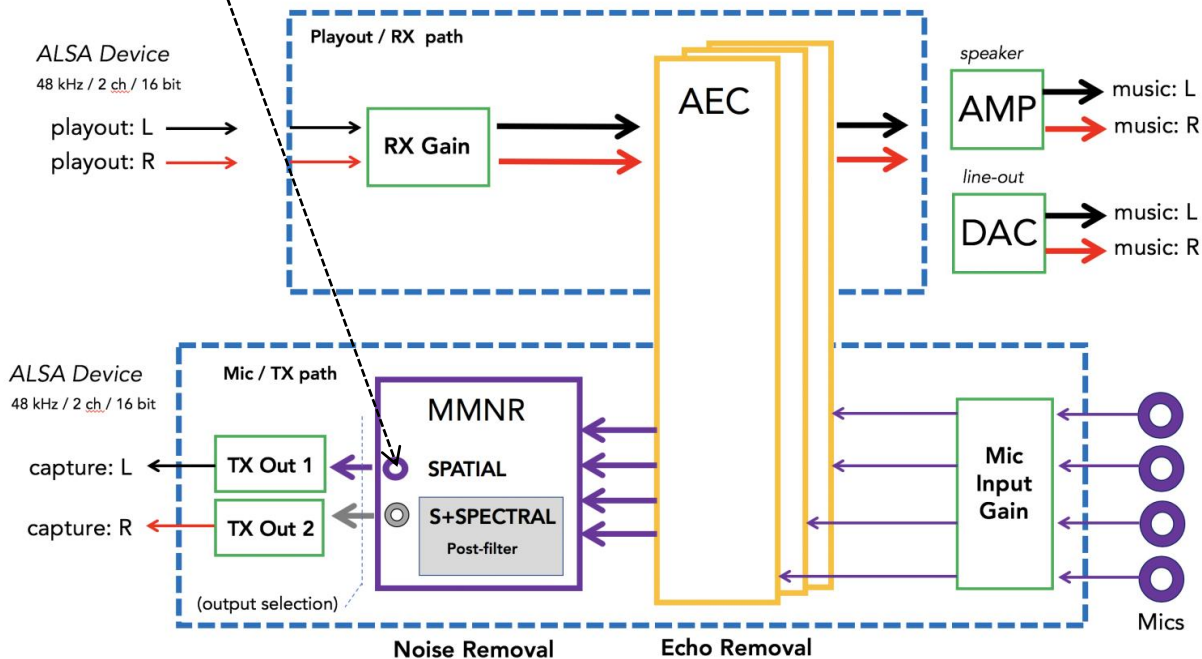 Playout / RX path
ALSA Device
48 kHz / 2 ch / 16 bit
playout: L
playout: R
RX Gain
AEC
speaker
AMP
music: L
music: R
line-out
DAC
music: L
music: R
ALSA Device
48 kHz / 2 ch / 16 bit
Mic / TX path
capture: L
capture: R
TX Out 1
TX Out 2
(output selection)
MMNR
SPATIAL
S+SPECTRAL
Post-filter
Mic
Input
Gain
Mics
Noise Removal
Echo Removal